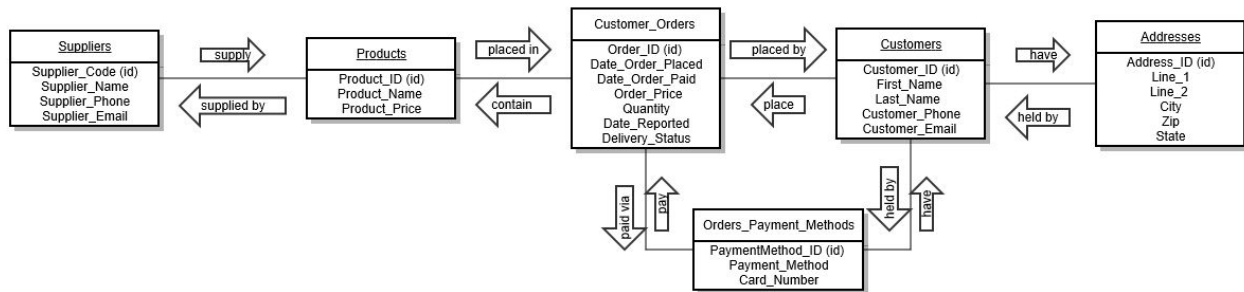 Suppliers
Supplier_Code (id)
Supplier_Name
Supplier_Phone
Supplier_Email
supply
supplied by
Products
Product_ID (id)
Product_Name
Product_Price
placed in
contain
Customer_Orders
Order_ID (id)
Date_Order_Placed
Date_Order_Paid
Order_Price
Quantity
Date_Reported
Delivery_Status
placed by
place
Customers
Customer_ID (id)
First_Name
Last_Name
Customer_Phone
Customer_Email
have
held by
Addresses
Address_ID (id)
Line_1
Line_2
City
Zip
State
paid via
pay
Orders_Payment_Methods
PaymentMethod_ID (id)
Payment_Method
Card_Number
held by
have